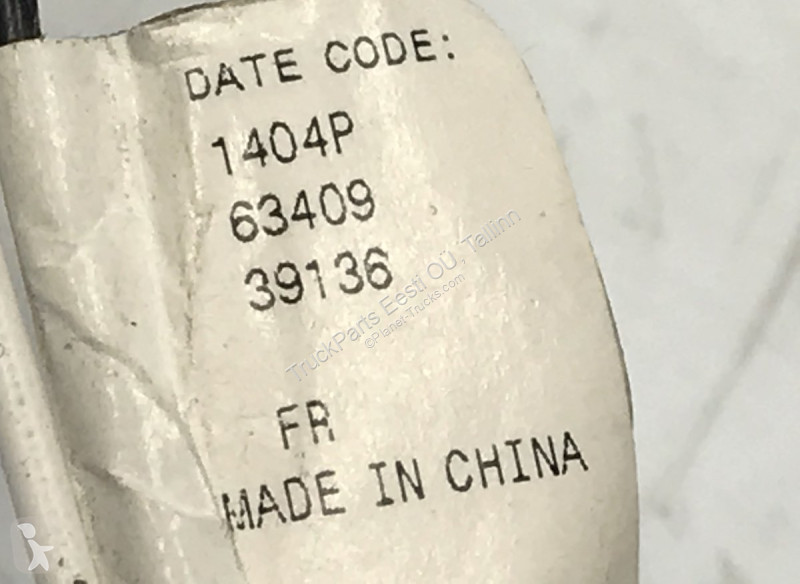 DATE CODE:
1404P
63409
39136
TruckParts Eesti OÜ, Tallinn
©Planet-Trucks.com
FR
MADE IN CHINA